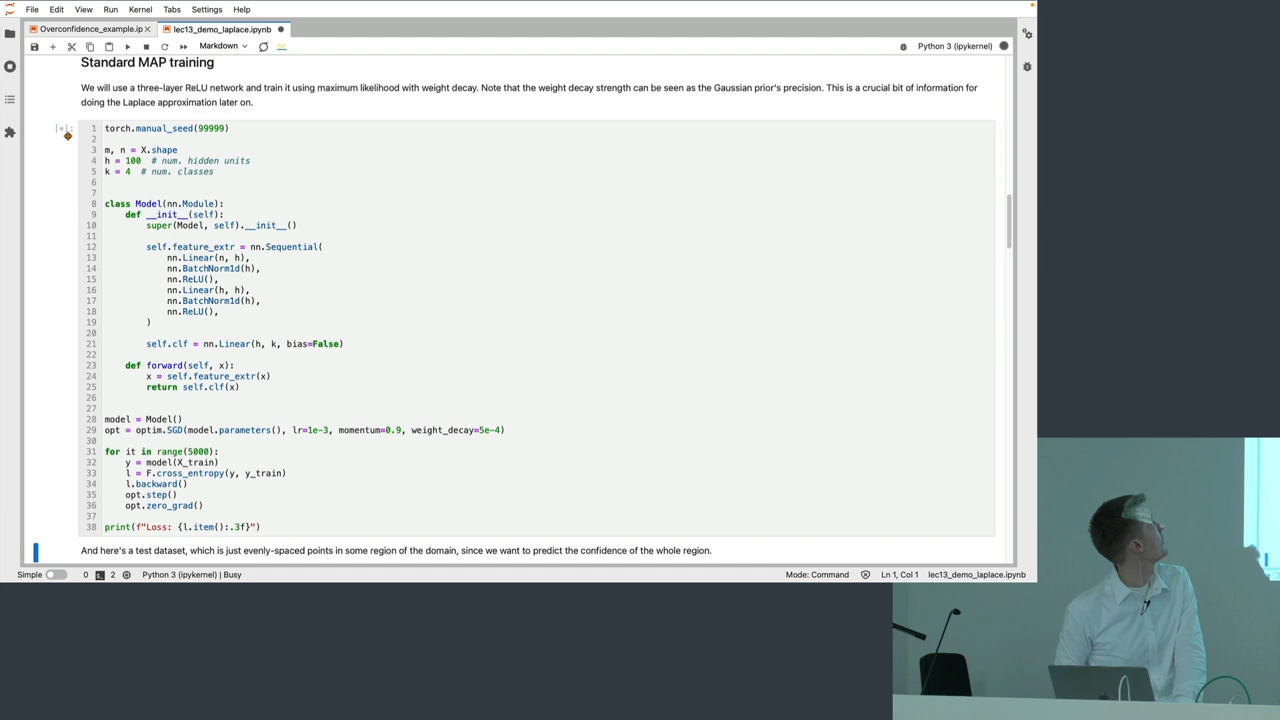 File Edit View Run Kernel Tabs Settings Help
Overconfidence_example.ip
lec13_demo_laplace.ipynb
Markdown
Python 3 (ipykernel)
Standard MAP training
We will use a three-layer ReLU network and train it using maximum likelihood with weight decay. Note that the weight decay strength can be seen as the Gaussian prior's precision. This is a crucial bit of information for
doing the Laplace approximation later on.
[*]:
1 torch.manual_seed(99999)
2
3 m, n = X.shape
4 h = 100 # num. hidden units
5 k = 4 # num. classes
6
7
8 class Model(nn.Module):
9 def __init__(self):
10 super(Model, self).__init__()
11
12 self.feature_extr = nn.Sequential(
13 nn.Linear(n, h),
14 nn.BatchNorm1d(h),
15 nn.ReLU(),
16 nn.Linear(h, h),
17 nn.BatchNorm1d(h),
18 nn.ReLU(),
19 )
20
21 self.clf = nn.Linear(h, k, bias=False)
22
23 def forward(self, x):
24 x = self.feature_extr(x)
25 return self.clf(x)
26
27
28 model = Model()
29 opt = optim.SGD(model.parameters(), lr=1e-3, momentum=0.9, weight_decay=5e-4)
30
31 for it in range(5000):
32 y = model(X_train)
33 l = F.cross_entropy(y, y_train)
34 l.backward()
35 opt.step()
36 opt.zero_grad()
37
38 print(f"Loss: {l.item():.3f}")
And here's a test dataset, which is just evenly-spaced points in some region of the domain, since we want to predict the confidence of the whole region.
Simple 0 2 Python 3 (ipykernel) | Busy Mode: Command Ln 1, Col 1 lec13_demo_laplace.ipynb